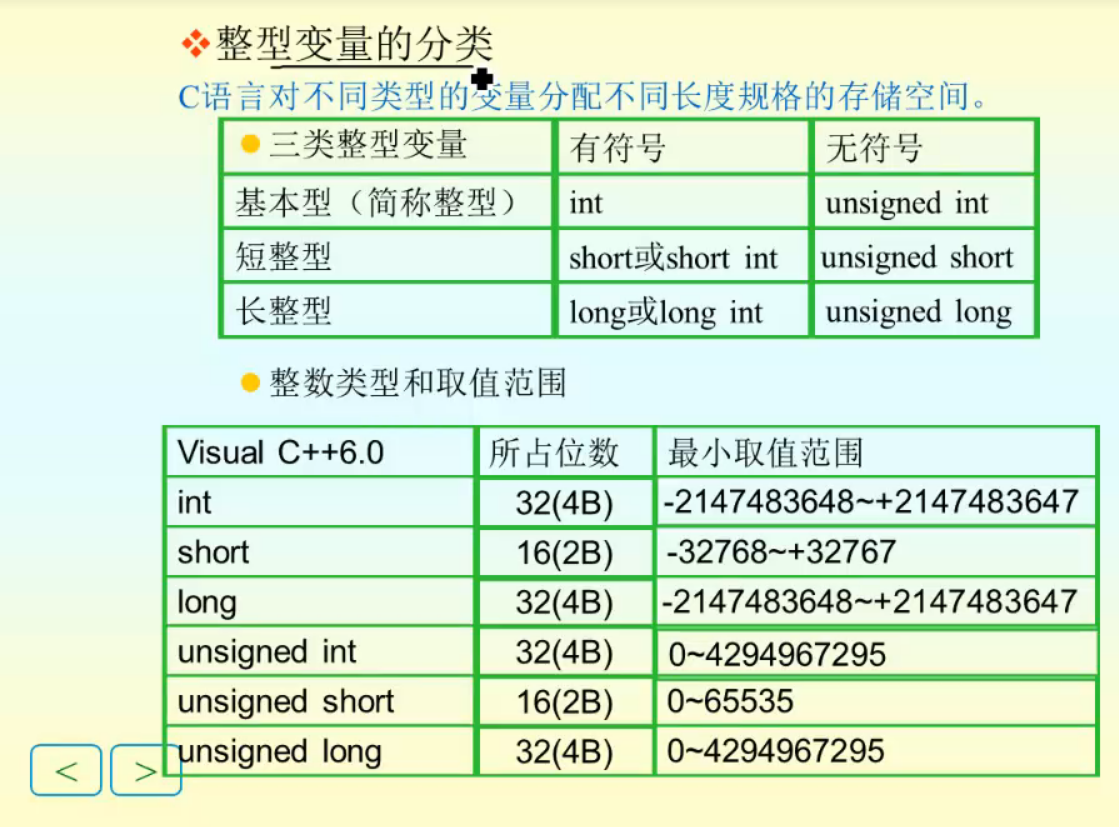 整型变量的分类
C语言对不同类型的变量分配不同长度规格的存储空间。
三类整型变量 有符号 无符号
基本型（简称整型） int unsigned int
短整型 short或short int unsigned short
长整型 long或long int unsigned long
整数类型和取值范围
Visual C++6.0 所占位数 最小取值范围
int 32(4B) -2147483648~+2147483647
short 16(2B) -32768~+32767
long 32(4B) -2147483648~+2147483647
unsigned int 32(4B) 0~4294967295
unsigned short 16(2B) 0~65535
unsigned long 32(4B) 0~4294967295
< >